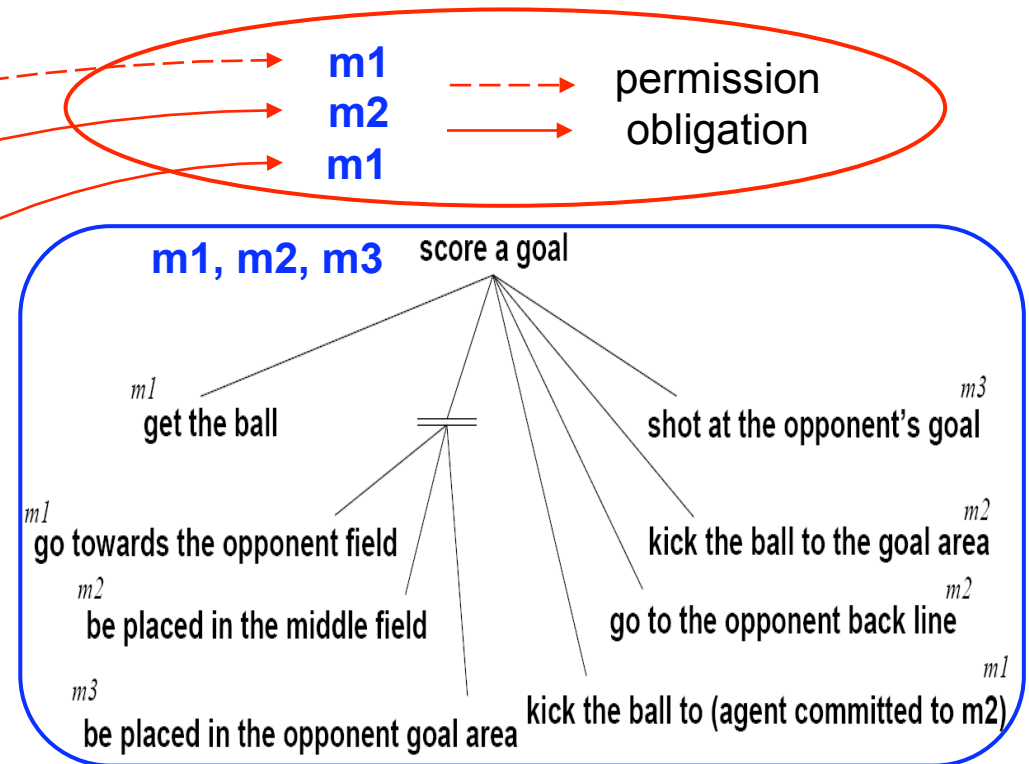 m1
m2
m1
permission
obligation
m1, m2, m3
score a goal
m1
get the ball
m3
shot at the opponent's goal
m1
go towards the opponent field
m2
kick the ball to the goal area
m2
be placed in the middle field
m2
go to the opponent back line
m3
be placed in the opponent goal area
m1
kick the ball to (agent committed to m2)